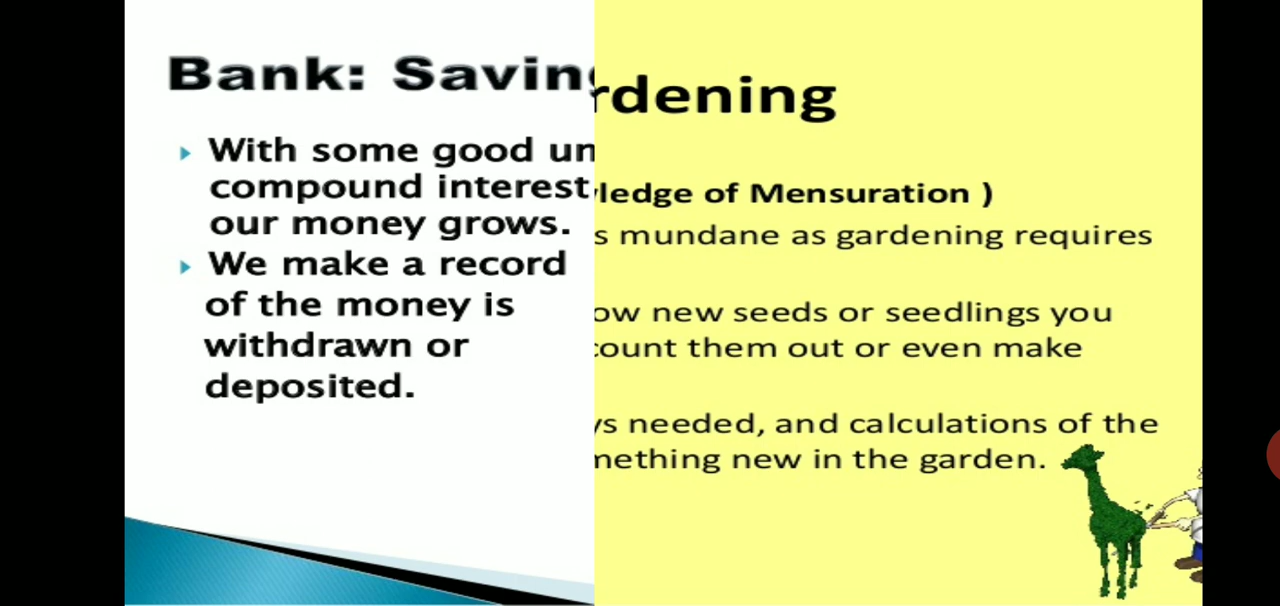 Bank: Saving
With some good un
compound interest
our money grows.
We make a record
of the money is
withdrawn or
deposited.
rdening
ledge of Mensuration )
s mundane as gardening requires
ow new seeds or seedlings you
count them out or even make
s needed, and calculations of the
mething new in the garden.